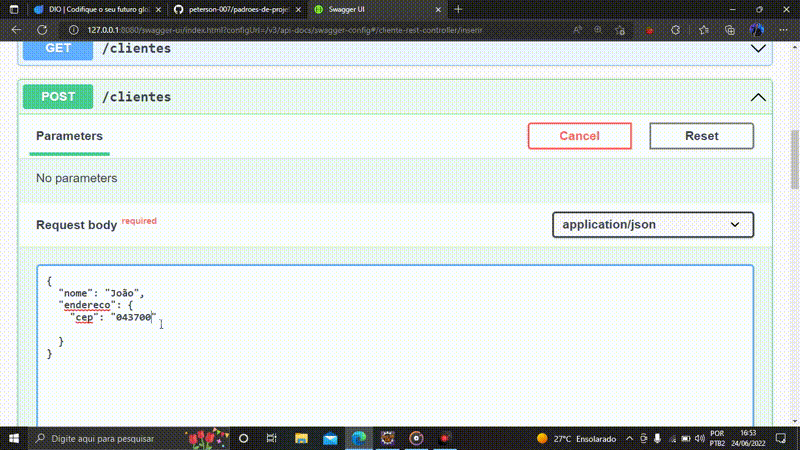 DIO | Codifique o seu futuro glo
peterson-007/padroes-de-proje
Swagger UI
127.0.0.1:8080/swagger-ui/index.html?configUrl=/v3/api-docs/swagger-config#/cliente-rest-controller/inserir
GET /clientes
POST /clientes
Parameters
Cancel
Reset
No parameters
Request body required
application/json
{
"nome": "João",
"endereco": {
"cep": "043700"
}
}
Digite aqui para pesquisar
27°C Ensolarado
POR
PTB2
16:53
24/06/2022